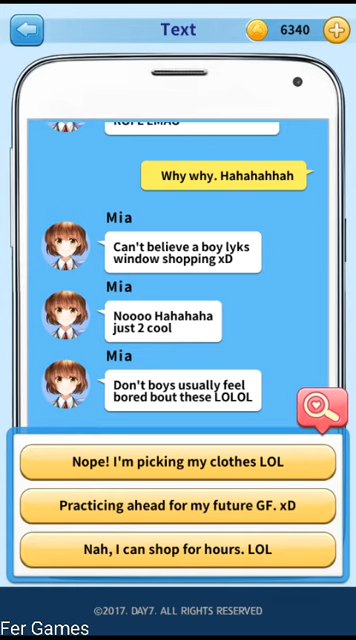 Text
6340
Why why. Hahahahhah
Mia
Can't believe a boy lyks
window shopping xD
Mia
Noooo Hahahaha
just 2 cool
Mia
Don't boys usually feel
bored bout these LOLOL
Nope! I'm picking my clothes LOL
Practicing ahead for my future GF. xD
Nah, I can shop for hours. LOL
©2017. DAY7. ALL RIGHTS RESERVED
Fer Games